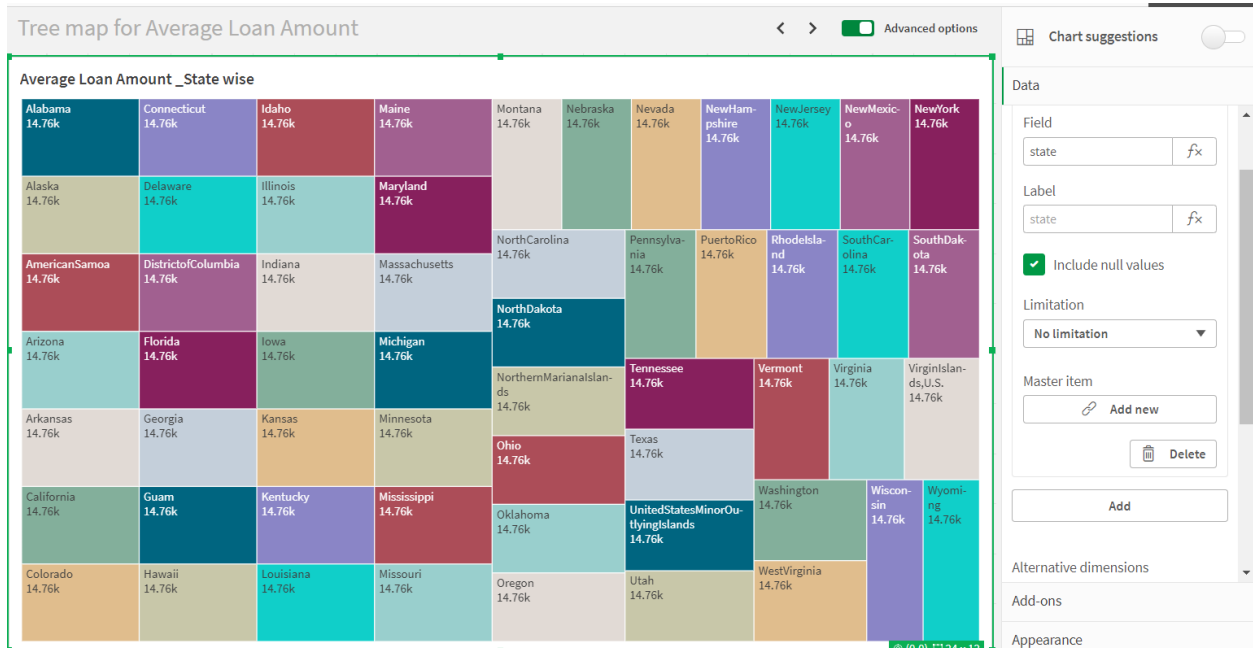 Tree map for Average Loan Amount
Advanced options
Average Loan Amount _State wise
Alabama
14.76k
Connecticut
14.76k
Idaho
14.76k
Maine
14.76k
Montana
14.76k
Nebraska
14.76k
Nevada
14.76k
NewHam-
pshire
14.76k
NewJersey
14.76k
NewMexic-
o
14.76k
NewYork
14.76k
Alaska
14.76k
Delaware
14.76k
Illinois
14.76k
Maryland
14.76k
AmericanSamoa
14.76k
DistrictofColumbia
14.76k
Indiana
14.76k
Massachusetts
14.76k
NorthCarolina
14.76k
Pennsylva-
nia
14.76k
PuertoRico
14.76k
RhodeIsla-
nd
14.76k
SouthCar-
olina
14.76k
SouthDak-
ota
14.76k
Arizona
14.76k
Florida
14.76k
Iowa
14.76k
Michigan
14.76k
NorthDakota
14.76k
NorthernMarianaIslan-
ds
14.76k
Tennessee
14.76k
Vermont
14.76k
Virginia
14.76k
VirginIslan-
ds,U.S.
14.76k
Arkansas
14.76k
Georgia
14.76k
Kansas
14.76k
Minnesota
14.76k
Ohio
14.76k
Texas
14.76k
California
14.76k
Guam
14.76k
Kentucky
14.76k
Mississippi
14.76k
Oklahoma
14.76k
UnitedStatesMinorOu-
tlyingIslands
14.76k
Washington
14.76k
Wiscon-
sin
14.76k
Wyomi-
ng
14.76k
Colorado
14.76k
Hawaii
14.76k
Louisiana
14.76k
Missouri
14.76k
Oregon
14.76k
Utah
14.76k
WestVirginia
14.76k
Chart suggestions
Data
Field
state
fx
Label
state
fx
Include null values
Limitation
No limitation
Master item
Add new
Delete
Add
Alternative dimensions
Add-ons
Appearance